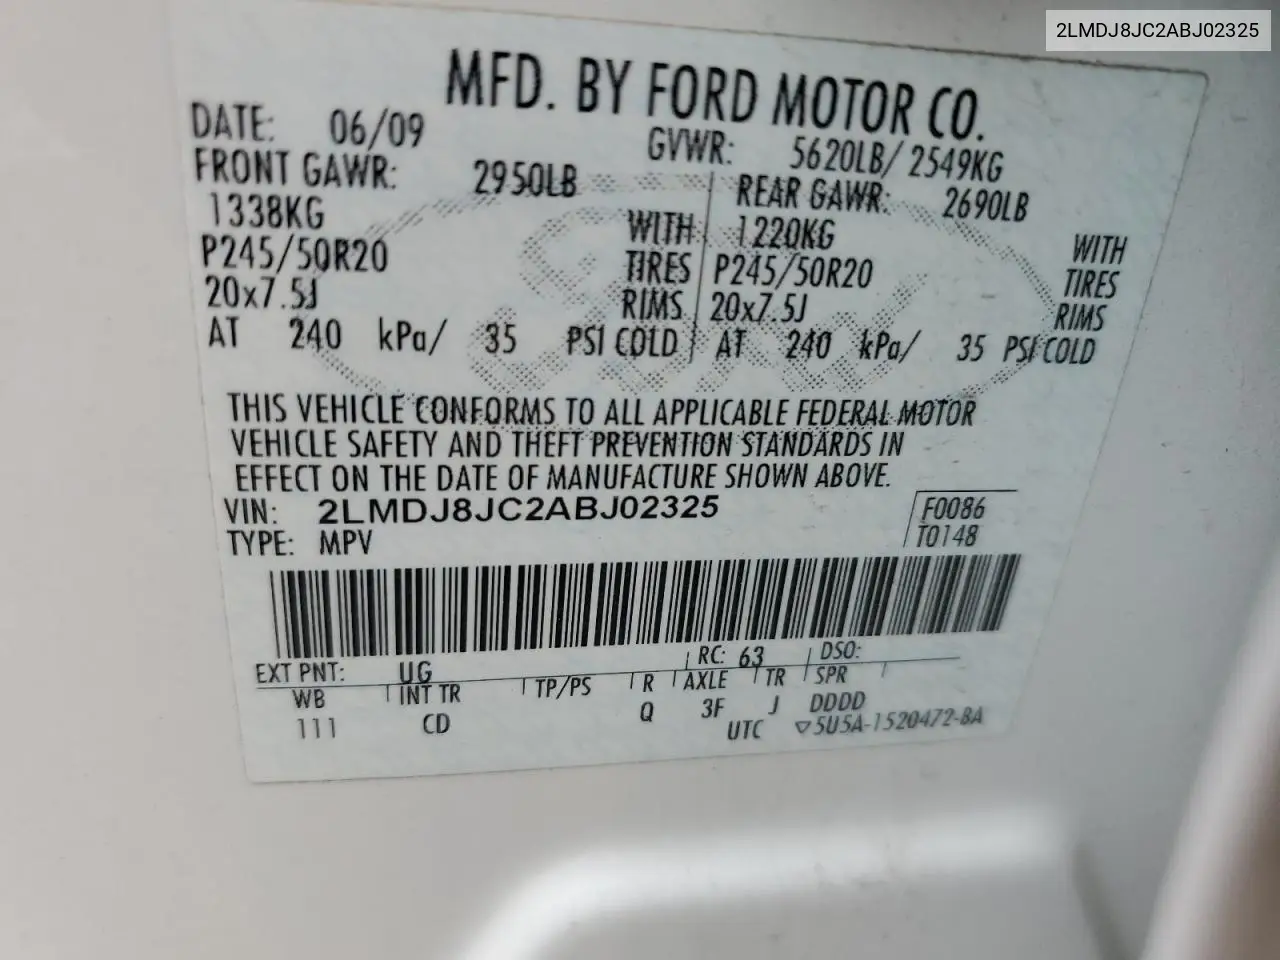 2LMDJ8JC2ABJ02325
MFD. BY FORD MOTOR CO.
DATE: 06/09 GVWR: 5620LB/ 2549KG
FRONT GAWR: 2950LB REAR GAWR: 2690LB
1338KG WITH 1220KG WITH
P245/50R20 TIRES P245/50R20 TIRES
20x7.5J RIMS 20x7.5J RIMS
AT 240 kPa/ 35 PSI COLD AT 240 kPa/ 35 PSI COLD
THIS VEHICLE CONFORMS TO ALL APPLICABLE FEDERAL MOTOR
VEHICLE SAFETY AND THEFT PREVENTION STANDARDS IN
EFFECT ON THE DATE OF MANUFACTURE SHOWN ABOVE.
VIN: 2LMDJ8JC2ABJ02325 F0086
TYPE: MPV T0148
EXT PNT: UG RC: 63 DSO:
WB INT TR TP/PS R AXLE TR SPR
111 CD Q 3F J DDDD
UTC ▽5U5A-1520472-BA